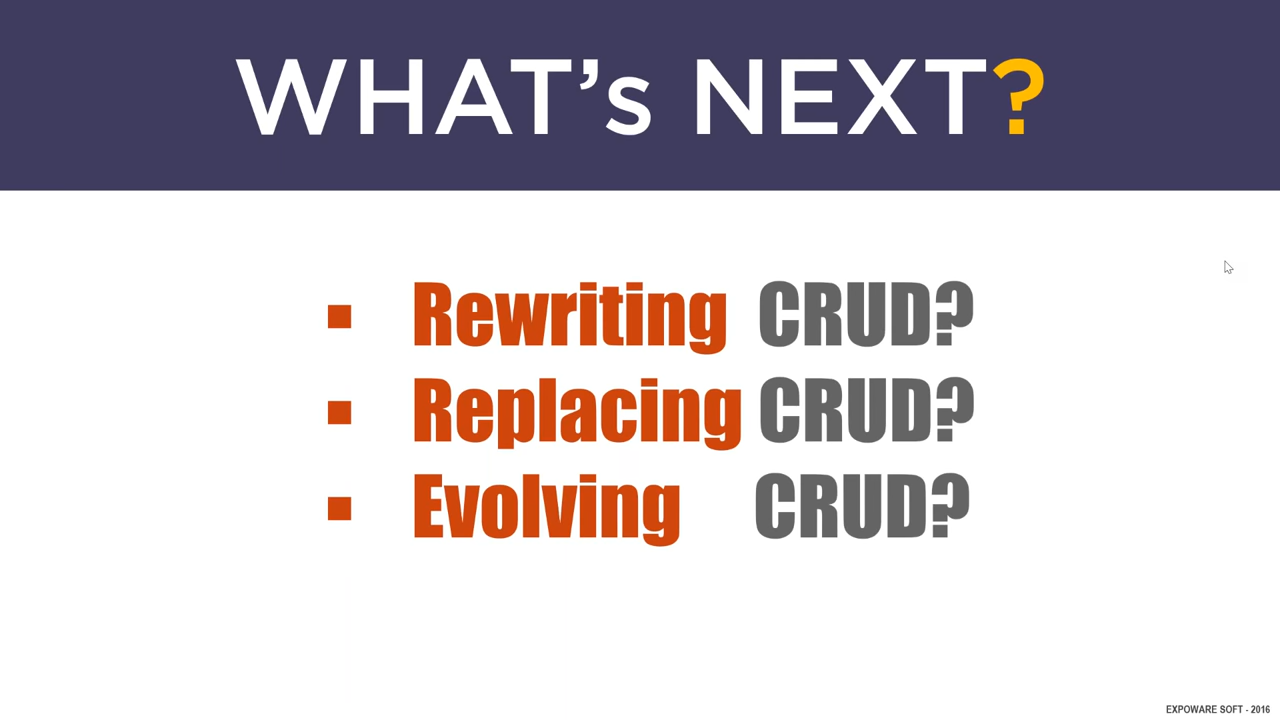 WHAT’s NEXT?
▪ Rewriting CRUD?
▪ Replacing CRUD?
▪ Evolving CRUD?
EXPOWARE SOFT - 2016